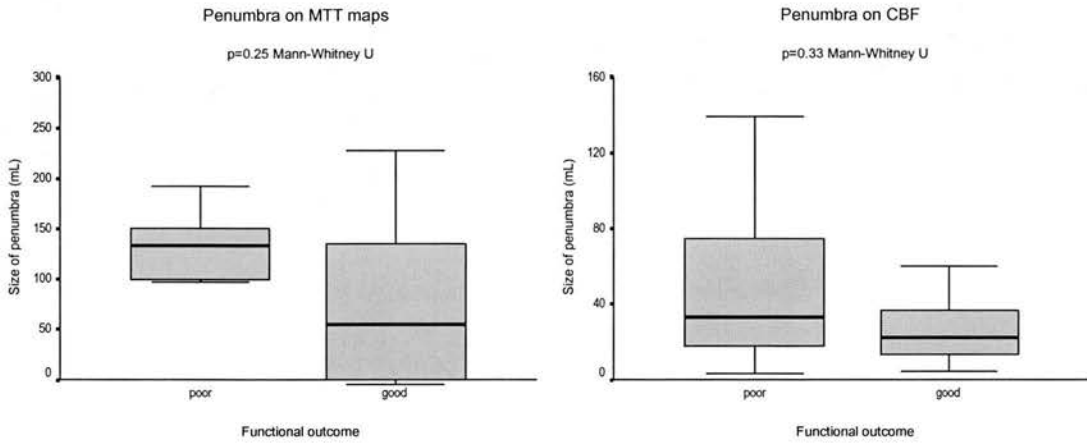 Penumbra on MTT maps
p=0.25 Mann-Whitney U
300
250
200
150
100
50
0
Size of penumbra (mL)
poor
good
Functional outcome
Penumbra on CBF
p=0.33 Mann-Whitney U
160
120
80
40
0
Size of penumbra (mL)
poor
good
Functional outcome